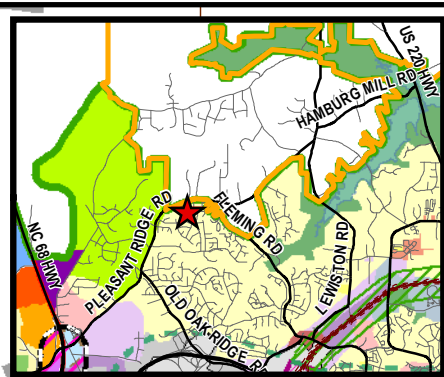 US 220 HWY
HAMBURG MILL RD
FLEMING RD
PLEASANT RIDGE RD
NC 68 HWY
LEWISTON RD
OLD OAK RIDGE RD